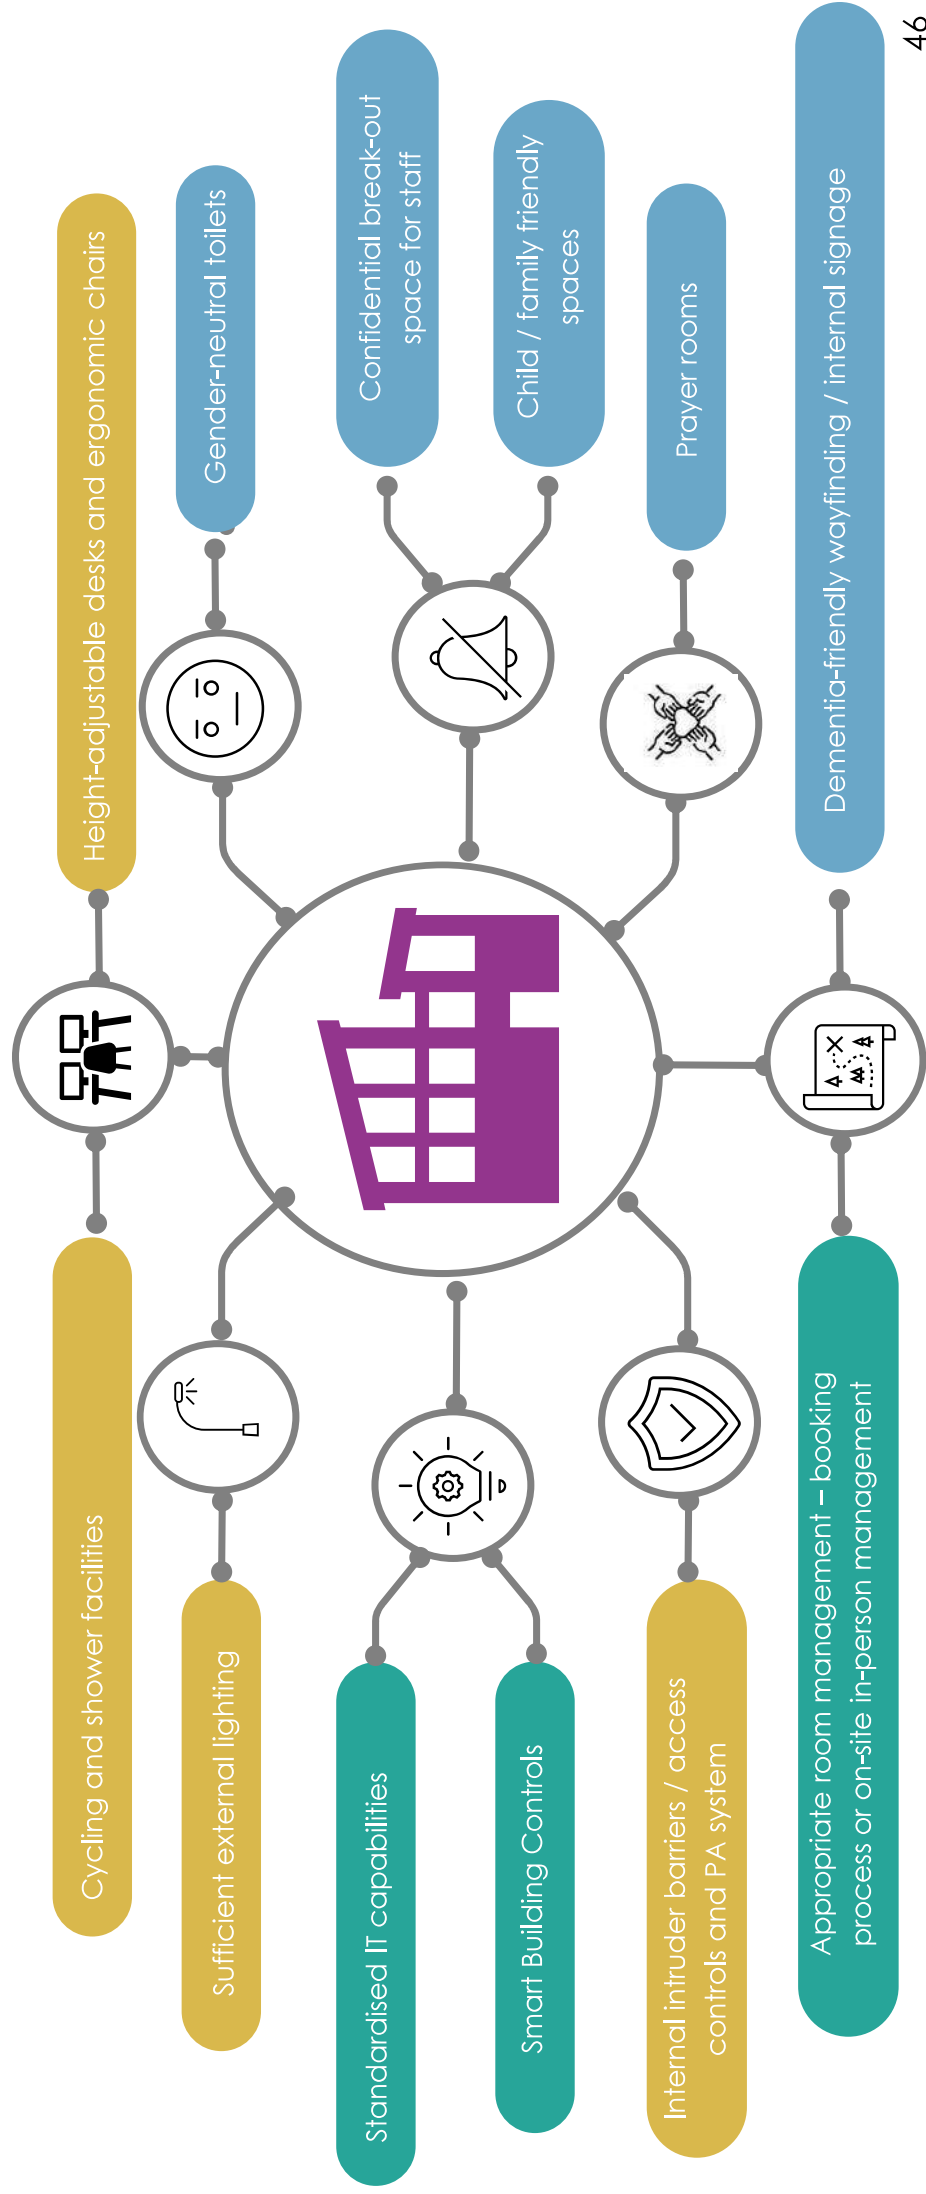 Cycling and shower facilities
Height-adjustable desks and ergonomic chairs
Sufficient external lighting
Gender-neutral toilets
Standardised IT capabilities
Confidential break-out
space for staff
Smart Building Controls
Child / family friendly
spaces
Internal intruder barriers / access
controls and PA system
Prayer rooms
Appropriate room management – booking
process or on-site in-person management
Dementia-friendly wayfinding / internal signage
46